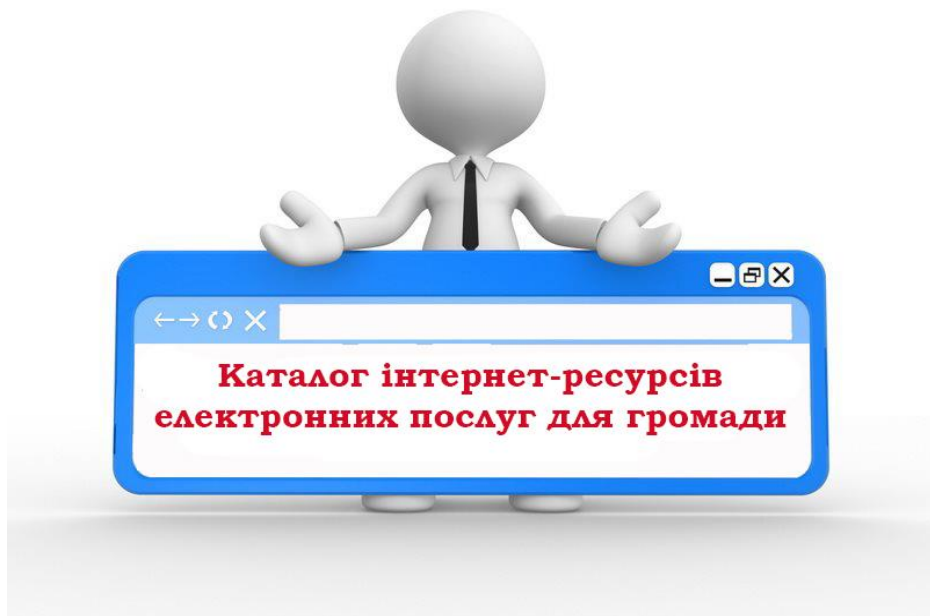 Каталог інтернет-ресурсів
електронних послуг для громади